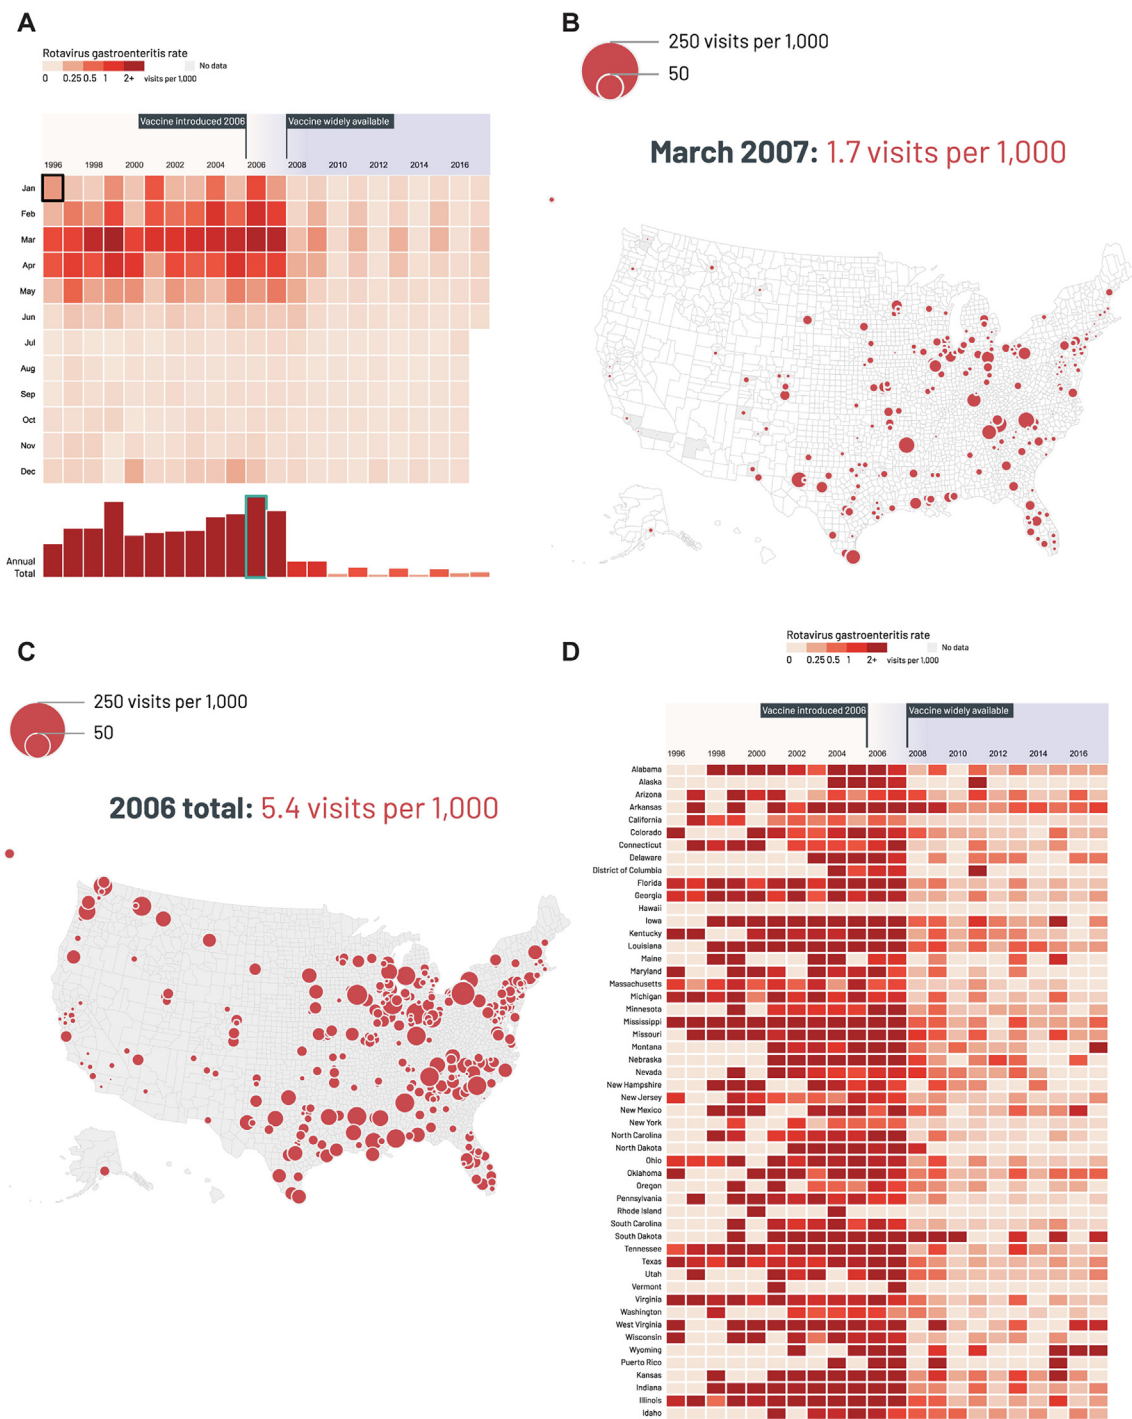 A
Rotavirus gastroenteritis rate
0 0.25 0.5 1 2+ visits per 1,000
No data
Vaccine introduced 2006
Vaccine widely available
1996 1998 2000 2002 2004 2006 2008 2010 2012 2014 2016
Jan
Feb
Mar
Apr
May
Jun
Jul
Aug
Sep
Oct
Nov
Dec
Annual
Total
B
250 visits per 1,000
50
March 2007: 1.7 visits per 1,000
C
250 visits per 1,000
50
2006 total: 5.4 visits per 1,000
D
Rotavirus gastroenteritis rate
0 0.25 0.5 1 2+ visits per 1,000
No data
Vaccine introduced 2006
Vaccine widely available
1996 1998 2000 2002 2004 2006 2008 2010 2012 2014 2016
Alabama
Alaska
Arizona
Arkansas
California
Colorado
Connecticut
Delaware
District of Columbia
Florida
Georgia
Hawaii
Iowa
Kentucky
Louisiana
Maine
Maryland
Massachusetts
Michigan
Minnesota
Mississippi
Missouri
Montana
Nebraska
Nevada
New Hampshire
New Jersey
New Mexico
New York
North Carolina
North Dakota
Ohio
Oklahoma
Oregon
Pennsylvania
Rhode Island
South Carolina
South Dakota
Tennessee
Texas
Utah
Vermont
Virginia
Washington
West Virginia
Wisconsin
Wyoming
Puerto Rico
Kansas
Indiana
Illinois
Idaho